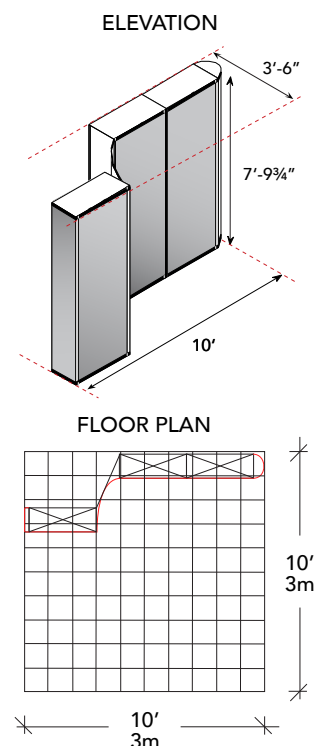 ELEVATION
3’-6”
7’-9¾”
10’
FLOOR PLAN
10’
3m
10’
3m